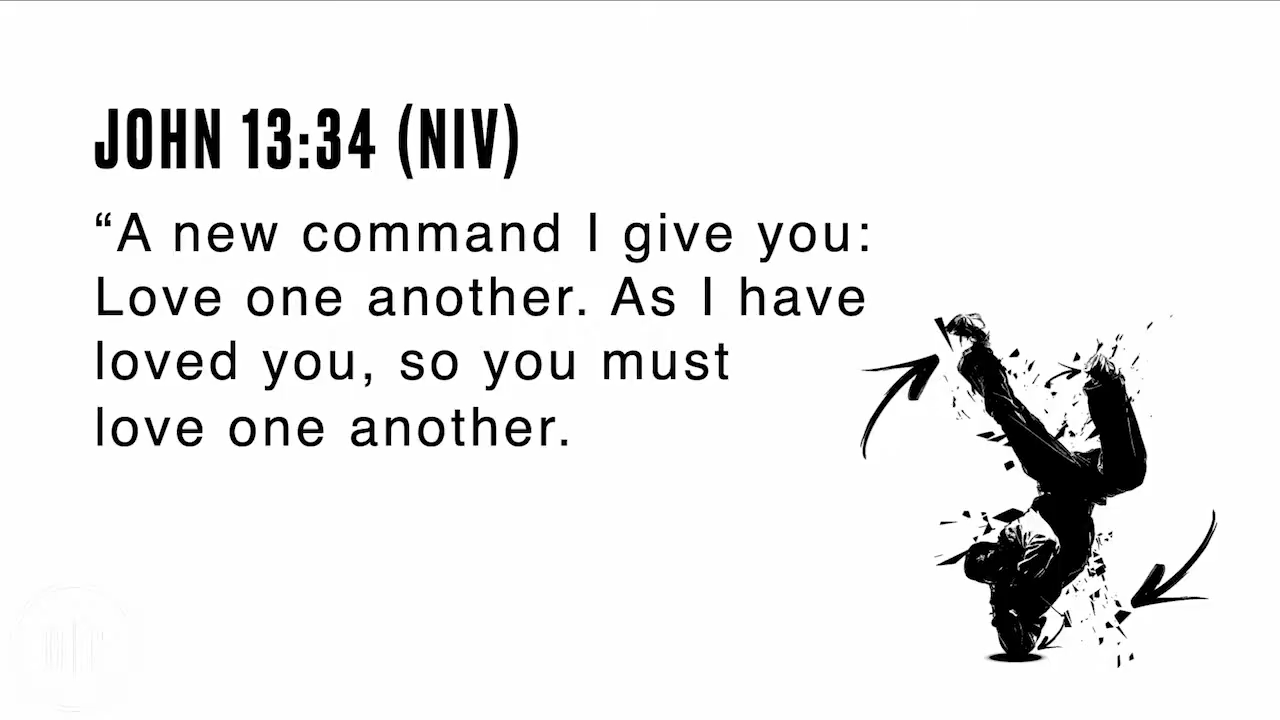 JOHN 13:34 (NIV)
“A new command I give you:
Love one another. As I have
loved you, so you must
love one another.